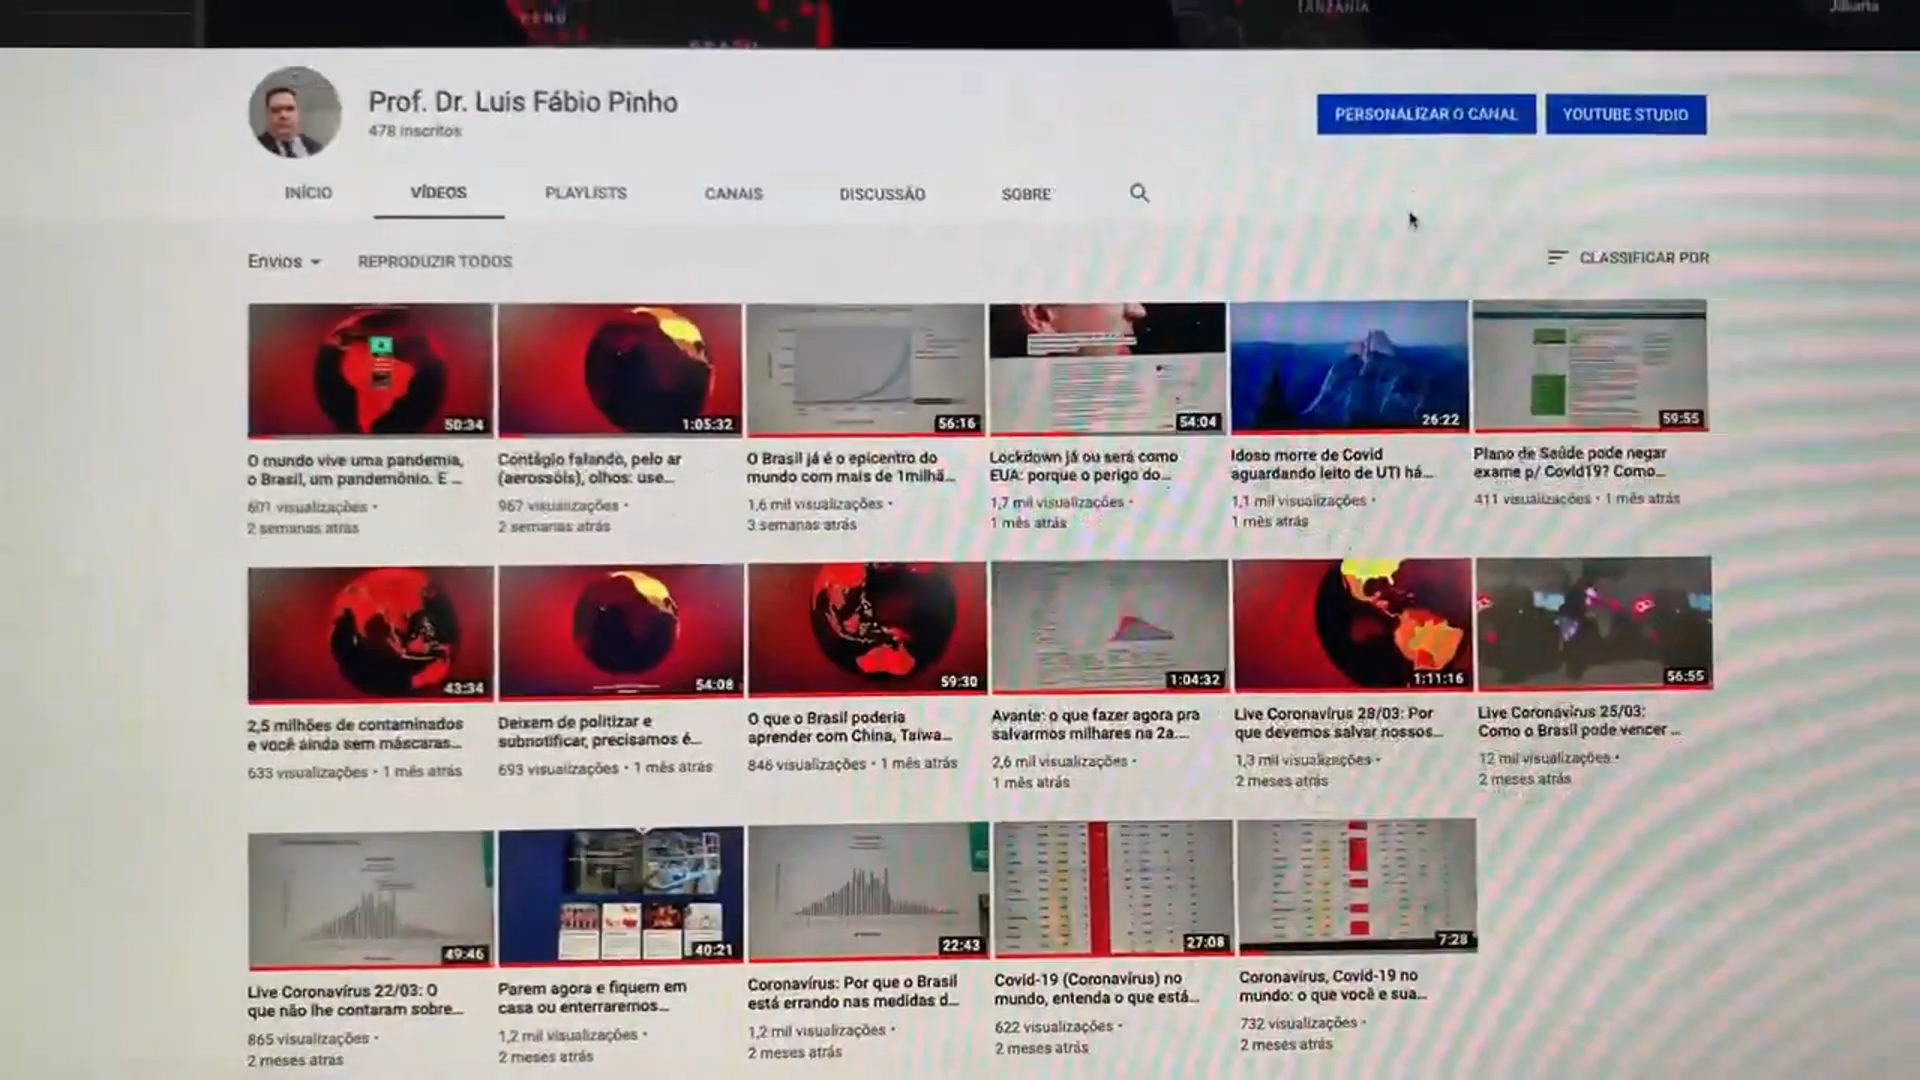 PERU
BRASIL
TANZANIA
Jakarta
Prof. Dr. Luis Fábio Pinho
478 inscritos
PERSONALIZAR O CANAL
YOUTUBE STUDIO
INÍCIO
VÍDEOS
PLAYLISTS
CANAIS
DISCUSSÃO
SOBRE
Envios
REPRODUZIR TODOS
CLASSIFICAR POR
50:34
1:05:32
56:16
54:04
26:22
59:55
O mundo vive uma pandemia,
o Brasil, um pandemônio. E ...
601 visualizações •
2 semanas atrás
Contágio falando, pelo ar
(aerossóis), olhos: use...
967 visualizações •
2 semanas atrás
O Brasil já é o epicentro do
mundo com mais de 1milhã...
1,6 mil visualizações •
3 semanas atrás
Lockdown já ou será como
EUA: porque o perigo do...
1,7 mil visualizações •
1 mês atrás
Idoso morre de Covid
aguardando leito de UTI há...
1,1 mil visualizações •
1 mês atrás
Plano de Saúde pode negar
exame p/ Covid19? Como...
411 visualizações • 1 mês atrás
43:34
54:08
59:30
1:04:32
1:11:16
56:55
2,5 milhões de contaminados
e você ainda sem máscaras...
633 visualizações • 1 mês atrás
Deixem de politizar e
subnotificar, precisamos é...
693 visualizações • 1 mês atrás
O que o Brasil poderia
aprender com China, Taiwa...
846 visualizações • 1 mês atrás
Avante: o que fazer agora pra
salvarmos milhares na 2a....
2,6 mil visualizações •
1 mês atrás
Live Coronavírus 28/03: Por
que devemos salvar nossos...
1,3 mil visualizações •
2 meses atrás
Live Coronavírus 25/03:
Como o Brasil pode vencer ...
12 mil visualizações •
2 meses atrás
49:46
40:21
22:43
27:08
7:28
Live Coronavírus 22/03: O
que não lhe contaram sobre...
865 visualizações •
2 meses atrás
Parem agora e fiquem em
casa ou enterraremos...
1,2 mil visualizações •
2 meses atrás
Coronavírus: Por que o Brasil
está errando nas medidas d...
1,2 mil visualizações •
2 meses atrás
Covid-19 (Coronavírus) no
mundo, entenda o que está...
622 visualizações •
2 meses atrás
Coronavírus, Covid-19 no
mundo: o que você e sua...
732 visualizações •
2 meses atrás